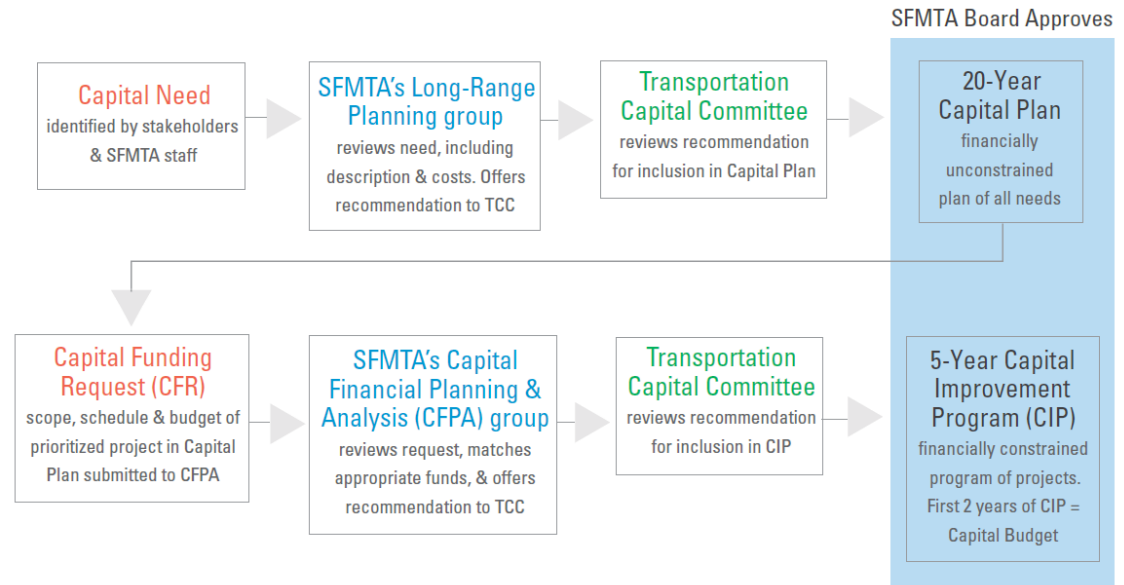 SFMTA Board Approves
Capital Need
identified by stakeholders
& SFMTA staff
SFMTA's Long-Range
Planning group
reviews need, including
description & costs. Offers
recommendation to TCC
Transportation
Capital Committee
reviews recommendation
for inclusion in Capital Plan
20-Year
Capital Plan
financially
unconstrained
plan of all needs
Capital Funding
Request (CFR)
scope, schedule & budget of
prioritized project in Capital
Plan submitted to CFPA
SFMTA's Capital
Financial Planning &
Analysis (CFPA) group
reviews request, matches
appropriate funds, & offers
recommendation to TCC
Transportation
Capital Committee
reviews recommendation
for inclusion in CIP
5-Year Capital
Improvement
Program (CIP)
financially constrained
program of projects.
First 2 years of CIP =
Capital Budget